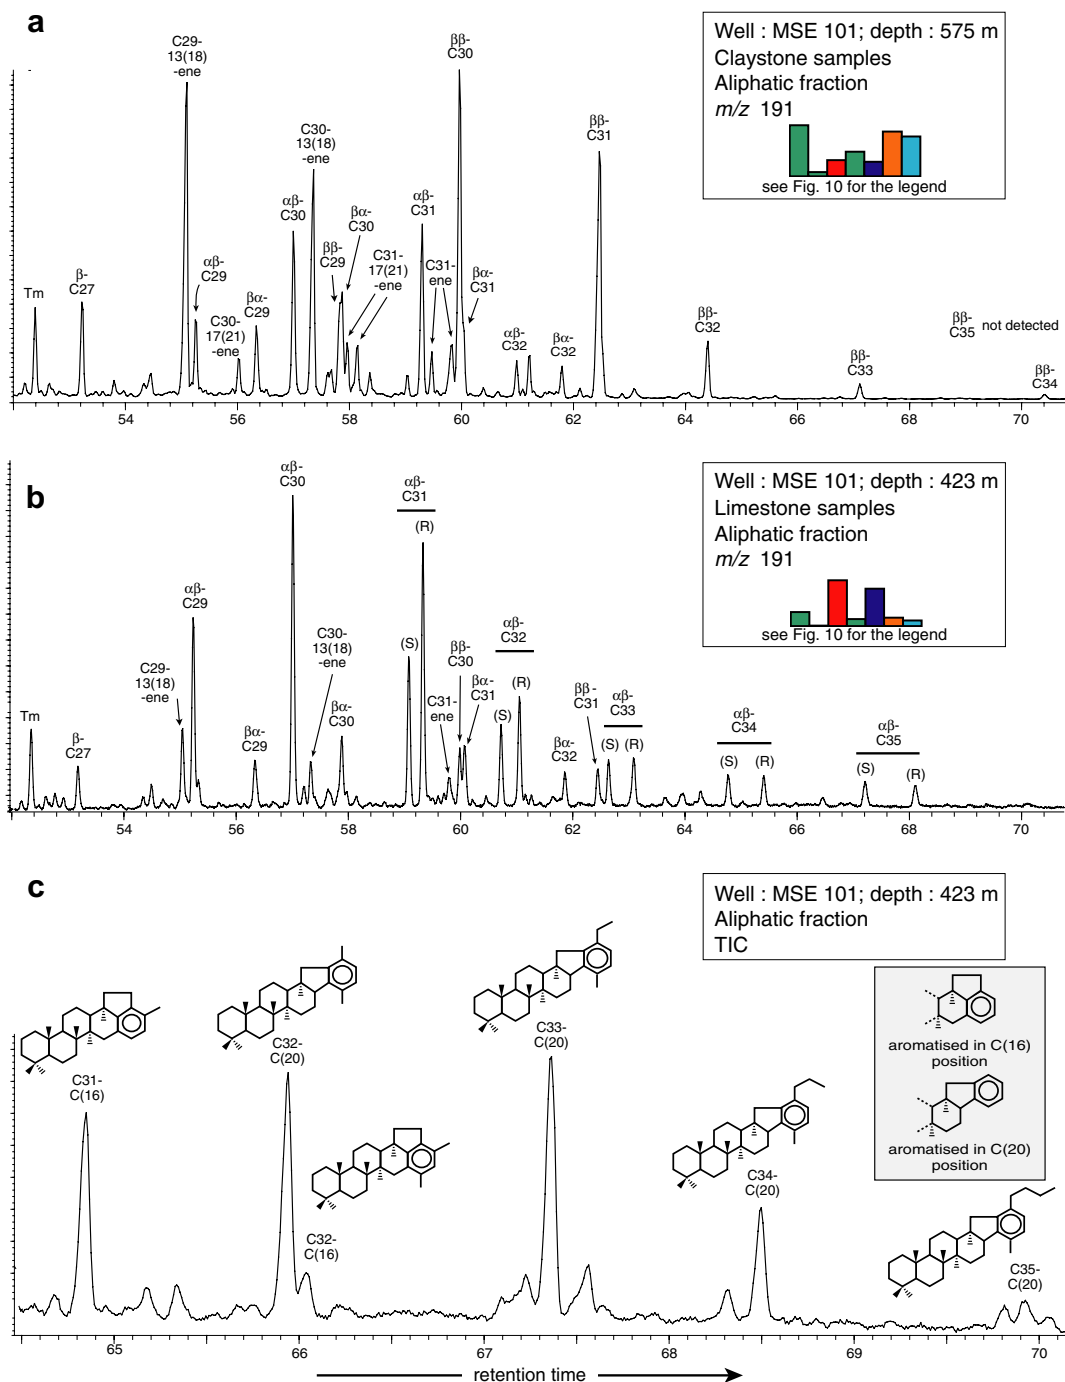 a
Well : MSE 101; depth : 575 m
Claystone samples
Aliphatic fraction
m/z 191
see Fig. 10 for the legend
Tm
β-
C27
C29-
13(18)
-ene
αβ-
C29
C30-
17(21)
-ene
βα-
C29
αβ-
C30
C30-
13(18)
-ene
ββ-
C29
βα-
C30
C31-
17(21)
-ene
αβ-
C31
C31-
ene
ββ-
C30
βα-
C31
αβ-
C32
βα-
C32
ββ-
C31
ββ-
C32
ββ-
C33
ββ-
C35 not detected
ββ-
C34
54 56 58 60 62 64 66 68 70
b
Well : MSE 101; depth : 423 m
Limestone samples
Aliphatic fraction
m/z 191
see Fig. 10 for the legend
Tm
β-
C27
C29-
13(18)
-ene
αβ-
C29
βα-
C29
αβ-
C30
C30-
13(18)
-ene
βα-
C30
αβ-
C31
(S)
(R)
C31-
ene
ββ-
C30
βα-
C31
αβ-
C32
(S)
(R)
βα-
C32
ββ-
C31
αβ-
C33
(S) (R)
αβ-
C34
(S) (R)
αβ-
C35
(S) (R)
54 56 58 60 62 64 66 68 70
c
Well : MSE 101; depth : 423 m
Aliphatic fraction
TIC
aromatised in C(16)
position
aromatised in C(20)
position
C31-
C(16)
C32-
C(20)
C32-
C(16)
C33-
C(20)
C34-
C(20)
C35-
C(20)
65 66 67 68 69 70
retention time